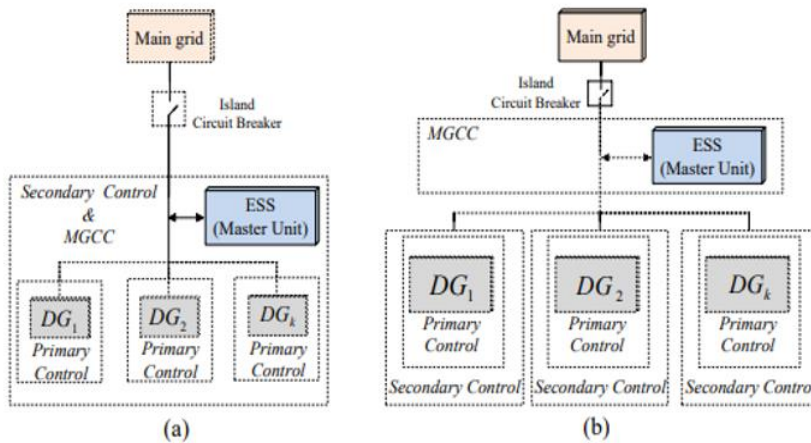 Main grid
Island
Circuit Breaker
Secondary Control
&
MGCC
ESS
(Master Unit)
DG1
DG2
DGk
Primary
Control
Primary
Control
Primary
Control
(a)
Main grid
Island
Circuit Breaker
MGCC
ESS
(Master Unit)
DG1
DG2
DGk
Primary
Control
Primary
Control
Primary
Control
Secondary Control
Secondary Control
Secondary Control
(b)